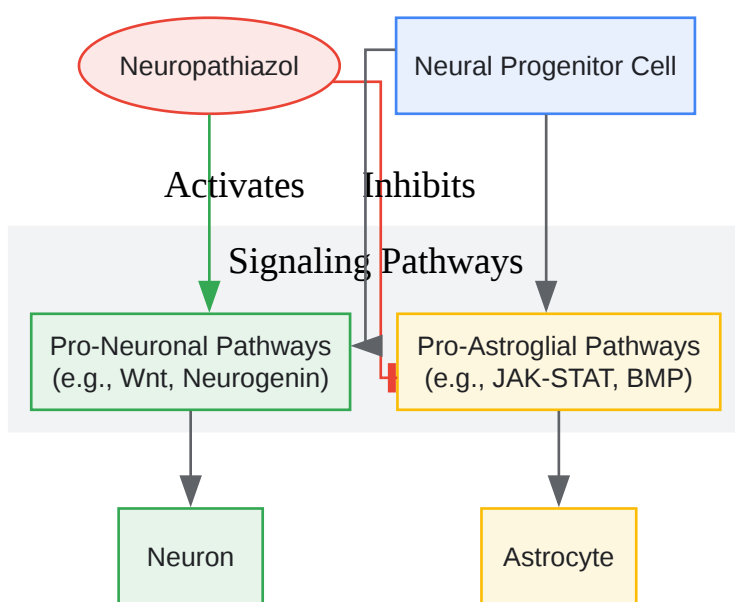 Neuropathiazol
Neural Progenitor Cell
Activates
Inhibits
Signaling Pathways
Pro-Neuronal Pathways
(e.g., Wnt, Neurogenin)
Pro-Astroglial Pathways
(e.g., JAK-STAT, BMP)
Neuron
Astrocyte